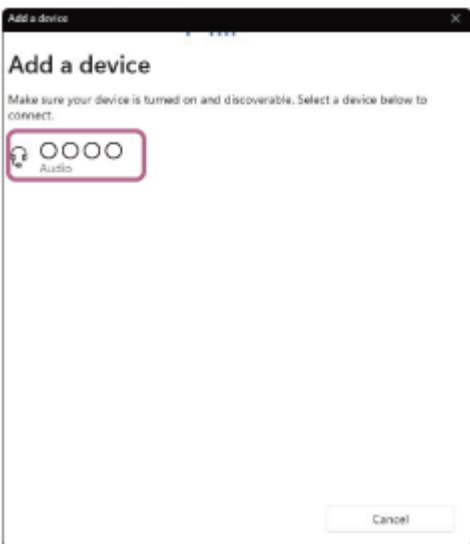 Add a device
Add a device
Make sure your device is turned on and discoverable. Select a device below to
connect.
○○○○
Audio
Cancel